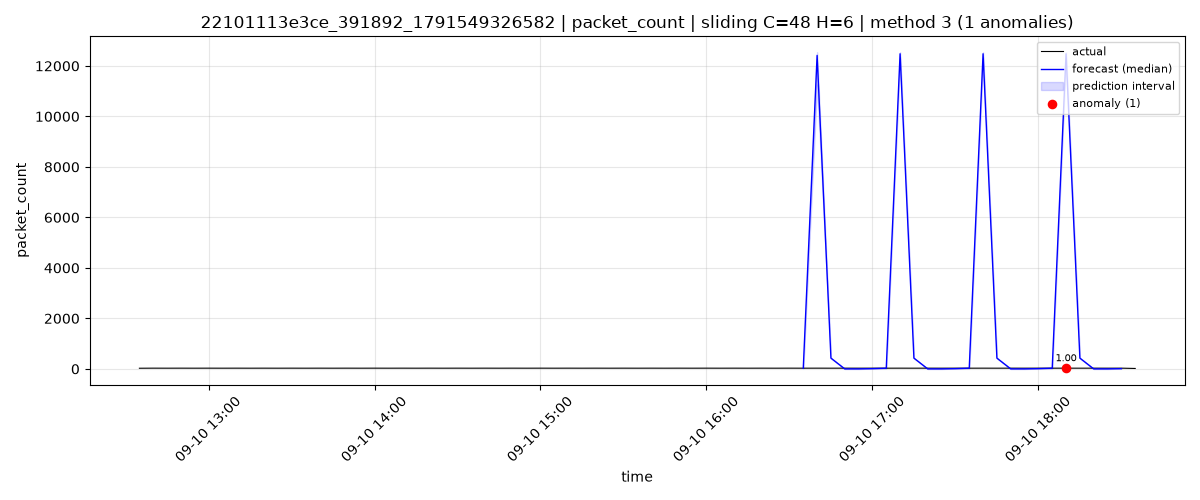 22101113e3ce_391892_1791549326582 | packet_count | sliding C=48 H=6 | method 3 (1 anomalies)
actual
forecast (median)
prediction interval
anomaly (1)
12000
10000
8000
6000
4000
2000
0
packet_count
1.00
09-10 13:00
09-10 14:00
09-10 15:00
09-10 16:00
09-10 17:00
09-10 18:00
time